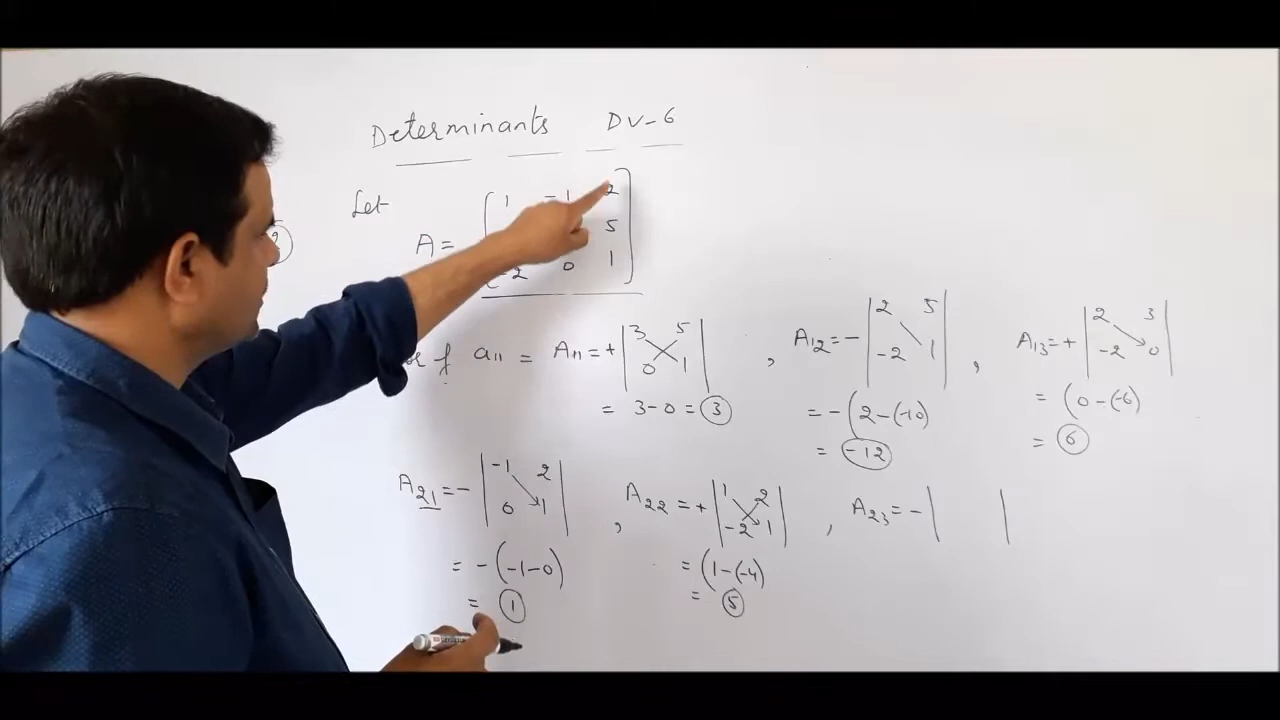 Determinants DV-6
Let
A = [ 1 -1 2
5
-2 0 1 ]
of a11 = A11 = + | 3 5
0 1 |
= 3-0 = 3
, A12 = - | 2 5
-2 1 |
= - (2-(-10)
= -12
, A13 = + | 2 3
-2 0 |
= (0-(-6)
= 6
A21 = - | -1 2
0 1 |
= - (-1-0)
= 1
, A22 = + | 1 2
-2 1 |
= (1-(-4)
= 5
, A23 = - | |